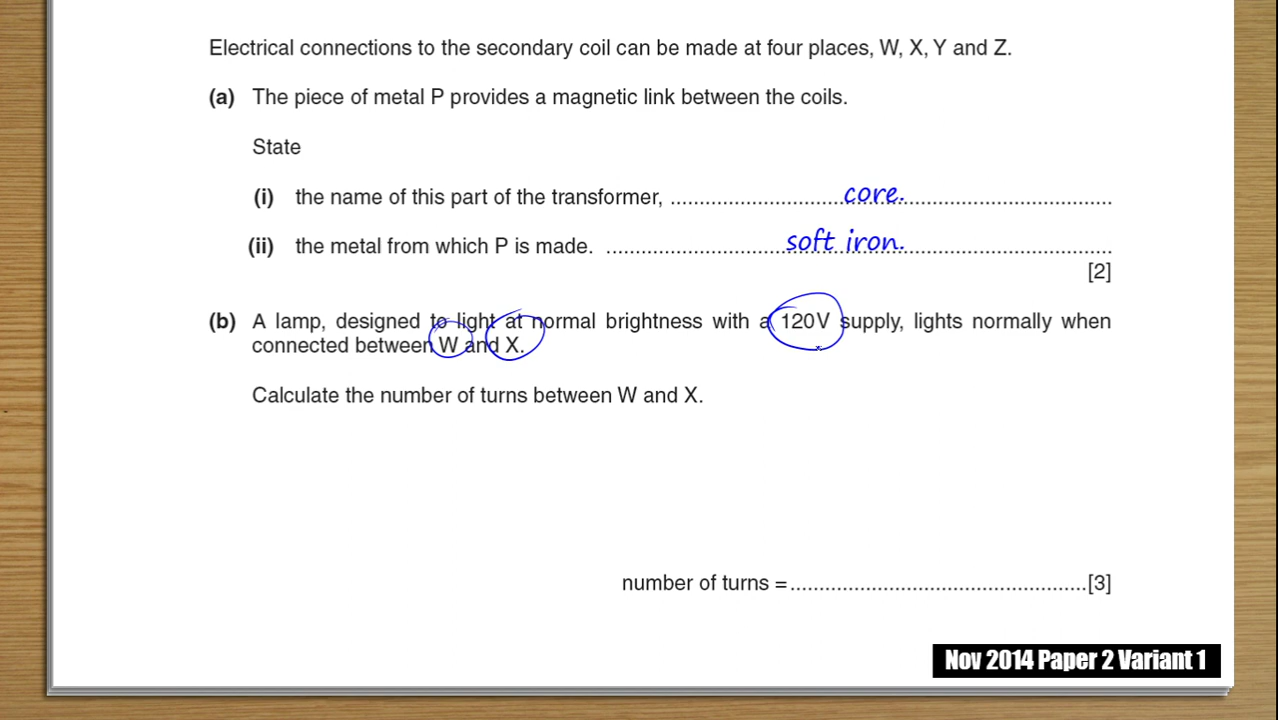 Electrical connections to the secondary coil can be made at four places, W, X, Y and Z.
(a) The piece of metal P provides a magnetic link between the coils.
State
(i) the name of this part of the transformer, ............ core. ............
(ii) the metal from which P is made. ............ soft iron. ............
[2]
(b) A lamp, designed to light at normal brightness with a 120V supply, lights normally when
connected between W and X.
Calculate the number of turns between W and X.
number of turns = ............ [3]
Nov 2014 Paper 2 Variant 1